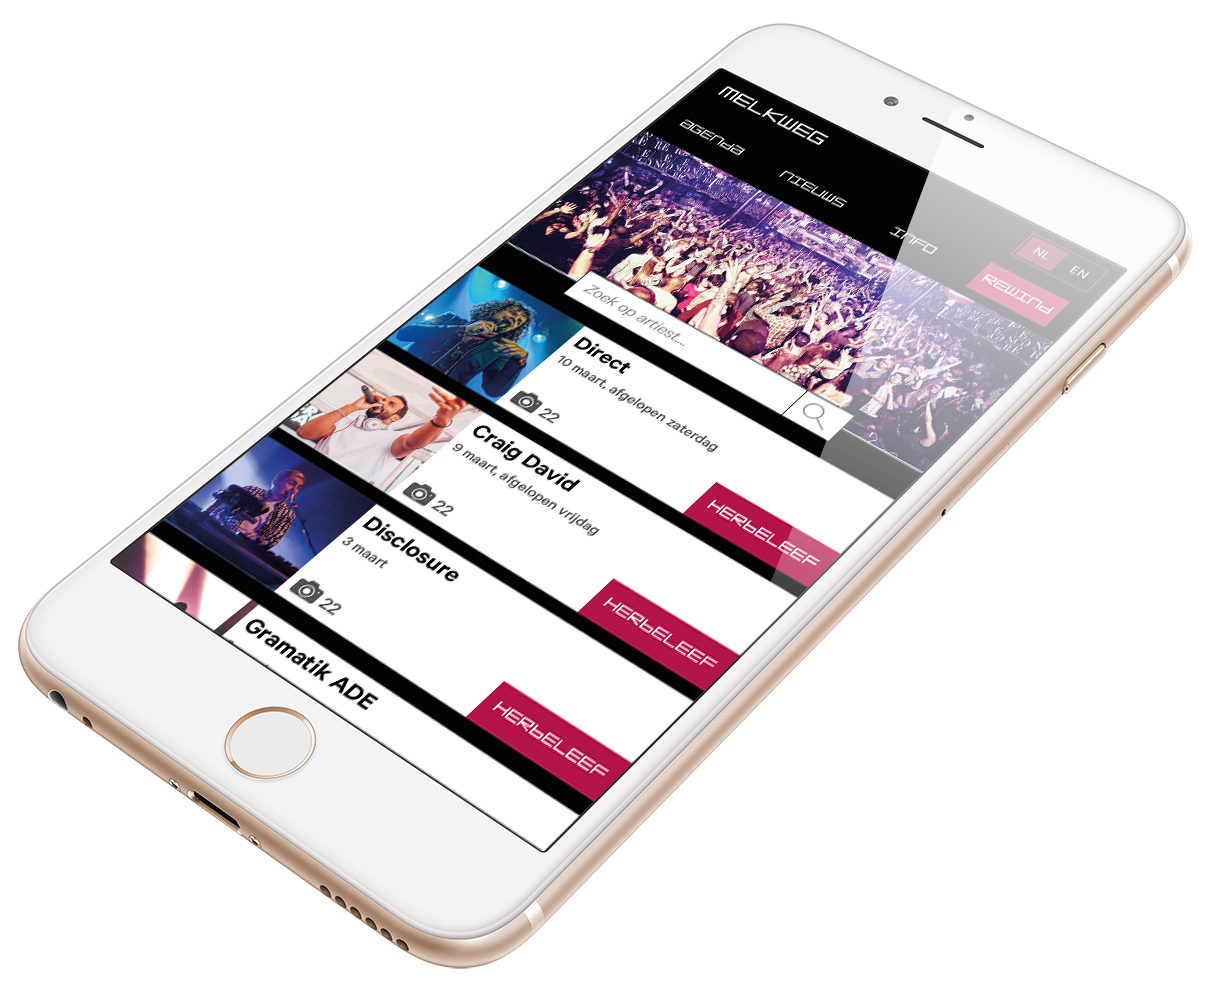 MELKWEG
AGENDA
NIEUWS
INFO
NL EN
REWIND
Zoek op artiest....
Direct
10 maart, afgelopen zaterdag
22
HERBELEEF
Craig David
9 maart, afgelopen vrijdag
22
HERBELEEF
Disclosure
3 maart
22
HERBELEEF
Gramatik ADE